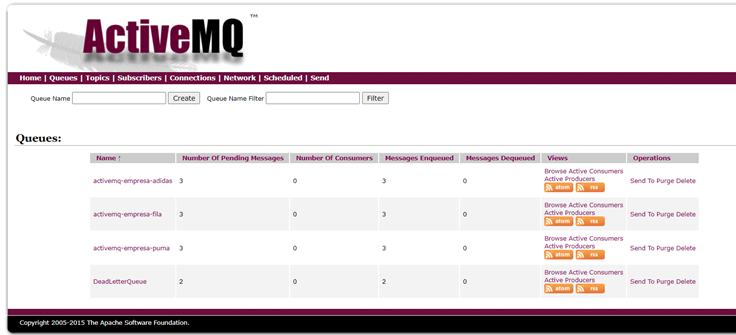 ActiveMQ ™
Home | Queues | Topics | Subscribers | Connections | Network | Scheduled | Send
Queue Name Create Queue Name Filter Filter
Queues:
Name ↑ Number Of Pending Messages Number Of Consumers Messages Enqueued Messages Dequeued Views Operations
activemq-empresa-adidas 3 0 3 0 Browse Active Consumers Send To Purge Delete
Active Producers
atom rss
activemq-empresa-fila 3 0 3 0 Browse Active Consumers Send To Purge Delete
Active Producers
atom rss
activemq-empresa-puma 3 0 3 0 Browse Active Consumers Send To Purge Delete
Active Producers
atom rss
DeadLetterQueue 2 0 2 0 Browse Active Consumers Send To Purge Delete
Active Producers
atom rss
Copyright 2005-2015 The Apache Software Foundation.